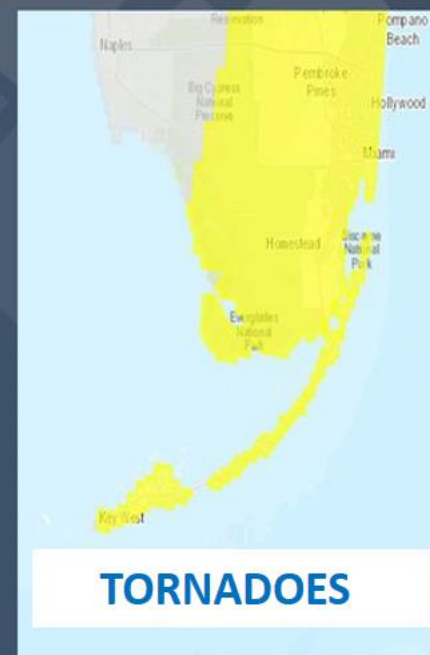 Reservation
Pompano
Beach
Naples
Pembroke
Pines
Big Cypress
National
Preserve
Hollywood
Miami
Homestead
Biscayne
National
Park
Everglades
National
Park
Key West
TORNADOES